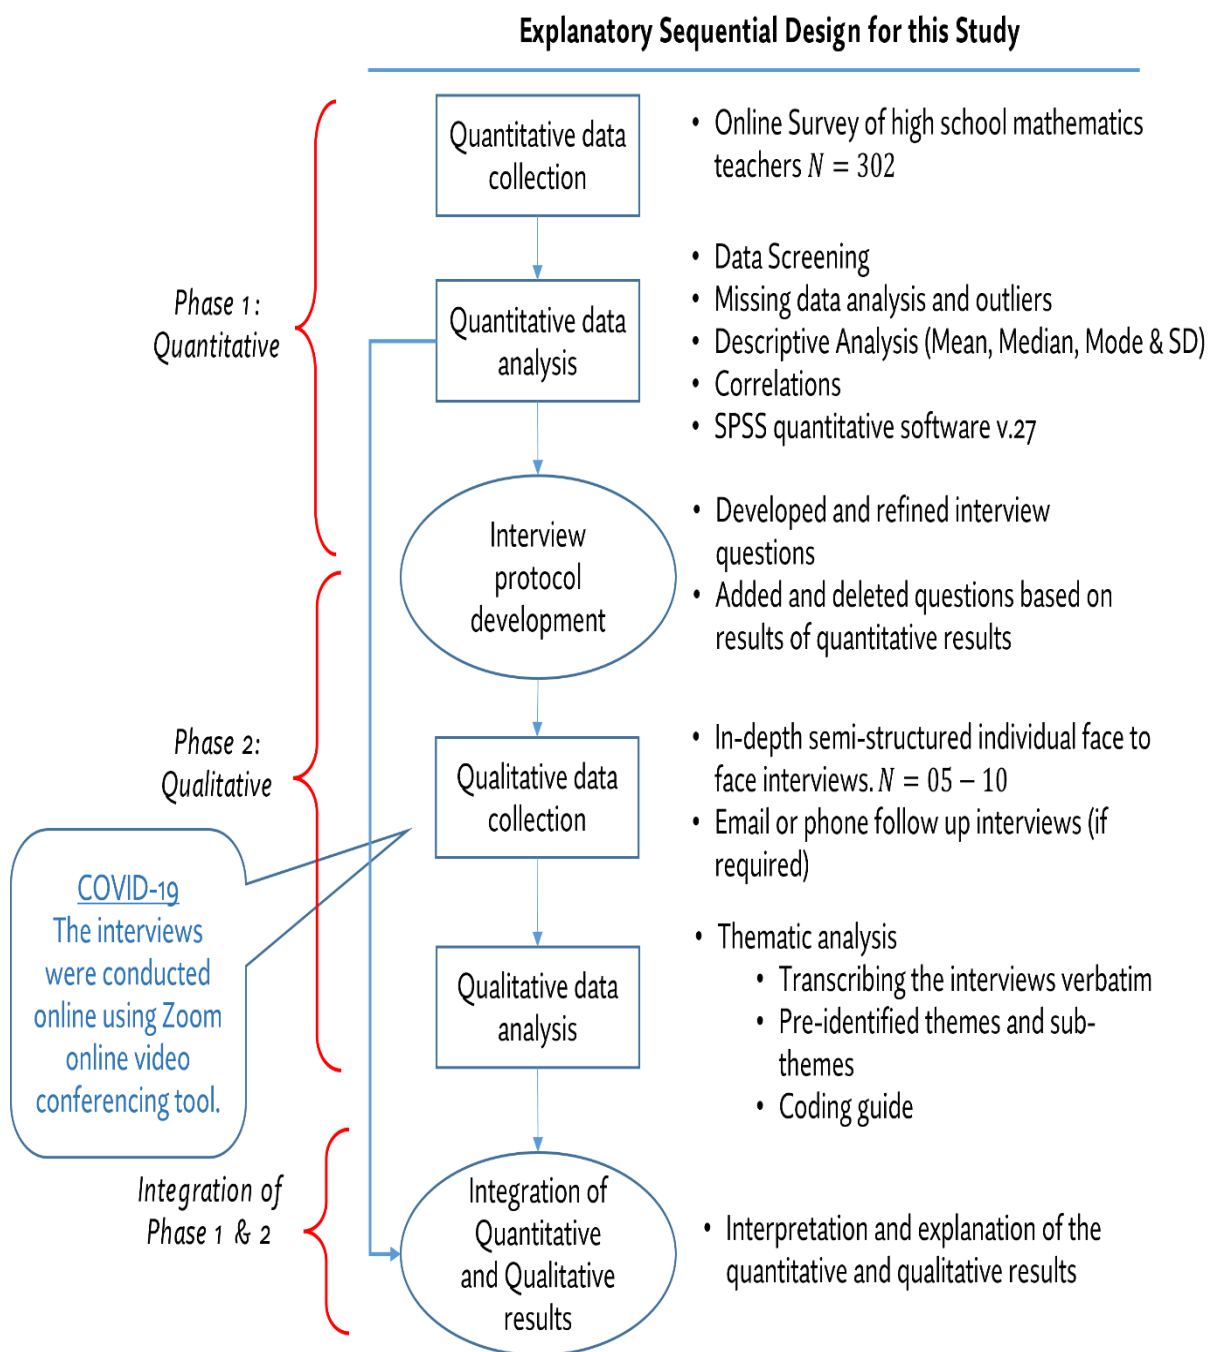 Explanatory Sequential Design for this Study
Phase 1:
Quantitative
Quantitative data
collection
• Online Survey of high school mathematics
teachers N = 302
Quantitative data
analysis
• Data Screening
• Missing data analysis and outliers
• Descriptive Analysis (Mean, Median, Mode & SD)
• Correlations
• SPSS quantitative software v.27
Interview
protocol
development
• Developed and refined interview
questions
• Added and deleted questions based on
results of quantitative results
Phase 2:
Qualitative
Qualitative data
collection
• In-depth semi-structured individual face to
face interviews. N = 05 − 10
• Email or phone follow up interviews (if
required)
COVID-19
The interviews
were conducted
online using Zoom
online video
conferencing tool.
Qualitative data
analysis
• Thematic analysis
• Transcribing the interviews verbatim
• Pre-identified themes and sub-
themes
• Coding guide
Integration of
Phase 1 & 2
Integration of
Quantitative
and Qualitative
results
• Interpretation and explanation of the
quantitative and qualitative results